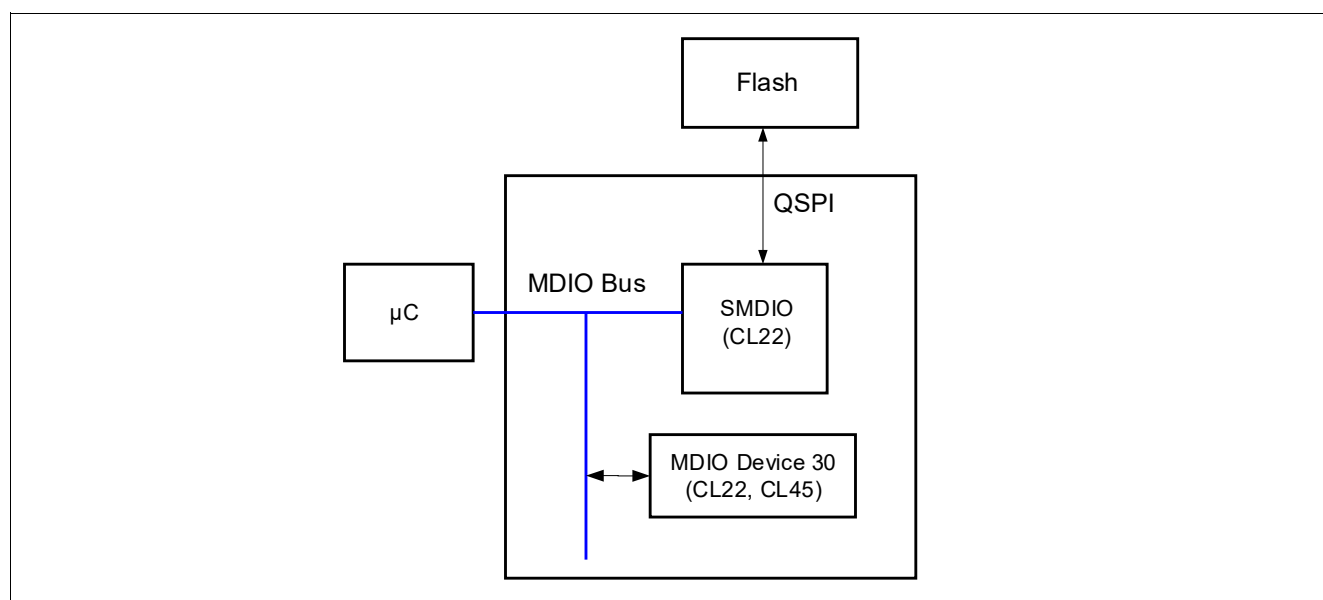 Flash
QSPI
MDIO Bus
µC
SMDIO
(CL22)
MDIO Device 30
(CL22, CL45)